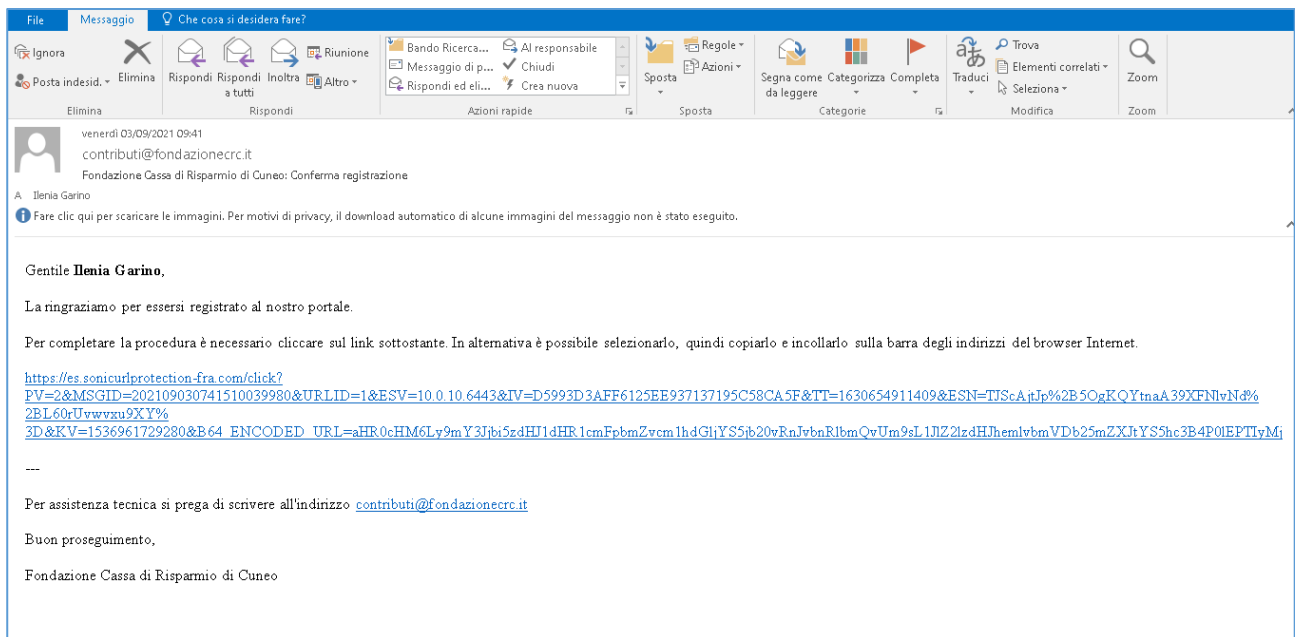 File Messaggio Che cosa si desidera fare?
Ignora
Posta indesid.
Elimina
Rispondi Rispondi a tutti Inoltra
Riunione
Altro
Bando Ricerca... Al responsabile
Messaggio di p... Chiudi
Rispondi ed eli... Crea nuova
Sposta
Regole
Azioni
Segna come da leggere Categorizza Completa
Traduci
Trova
Elementi correlati
Seleziona
Zoom
Elimina Rispondi Azioni rapide Sposta Categorie Modifica Zoom
venerdì 03/09/2021 09:41
contributi@fondazionecrc.it
Fondazione Cassa di Risparmio di Cuneo: Conferma registrazione
A Ilenia Garino
Fare clic qui per scaricare le immagini. Per motivi di privacy, il download automatico di alcune immagini del messaggio non è stato eseguito.
Gentile Ilenia Garino,
La ringraziamo per essersi registrato al nostro portale.
Per completare la procedura è necessario cliccare sul link sottostante. In alternativa è possibile selezionarlo, quindi copiarlo e incollarlo sulla barra degli indirizzi del browser Internet.
https://es.sonicurlprotection-fra.com/click?
PV=2&MSGID=202109030741510039980&URLID=1&ESV=10.0.10.6443&IV=D5993D3AFF6125EE937137195C58CA5F&TT=1630654911409&ESN=TJScAjtJp%2B5OgKQYtnaA39XFNlvNd%
2BL60rUvwvxu9XY%
3D&KV=1536961729280&B64_ENCODED_URL=aHR0cHM6Ly9mY3Jjbi5zdHJ1dHR1cmFpbmZvcm1hdGljYS5jb20vRnJvbnRlbmQvUm9sL1JlZ2lzdHJhemlvbmVDb25mZXJtYS5hc3B4P0lEPTIyMj
---
Per assistenza tecnica si prega di scrivere all'indirizzo contributi@fondazionecrc.it
Buon proseguimento,
Fondazione Cassa di Risparmio di Cuneo